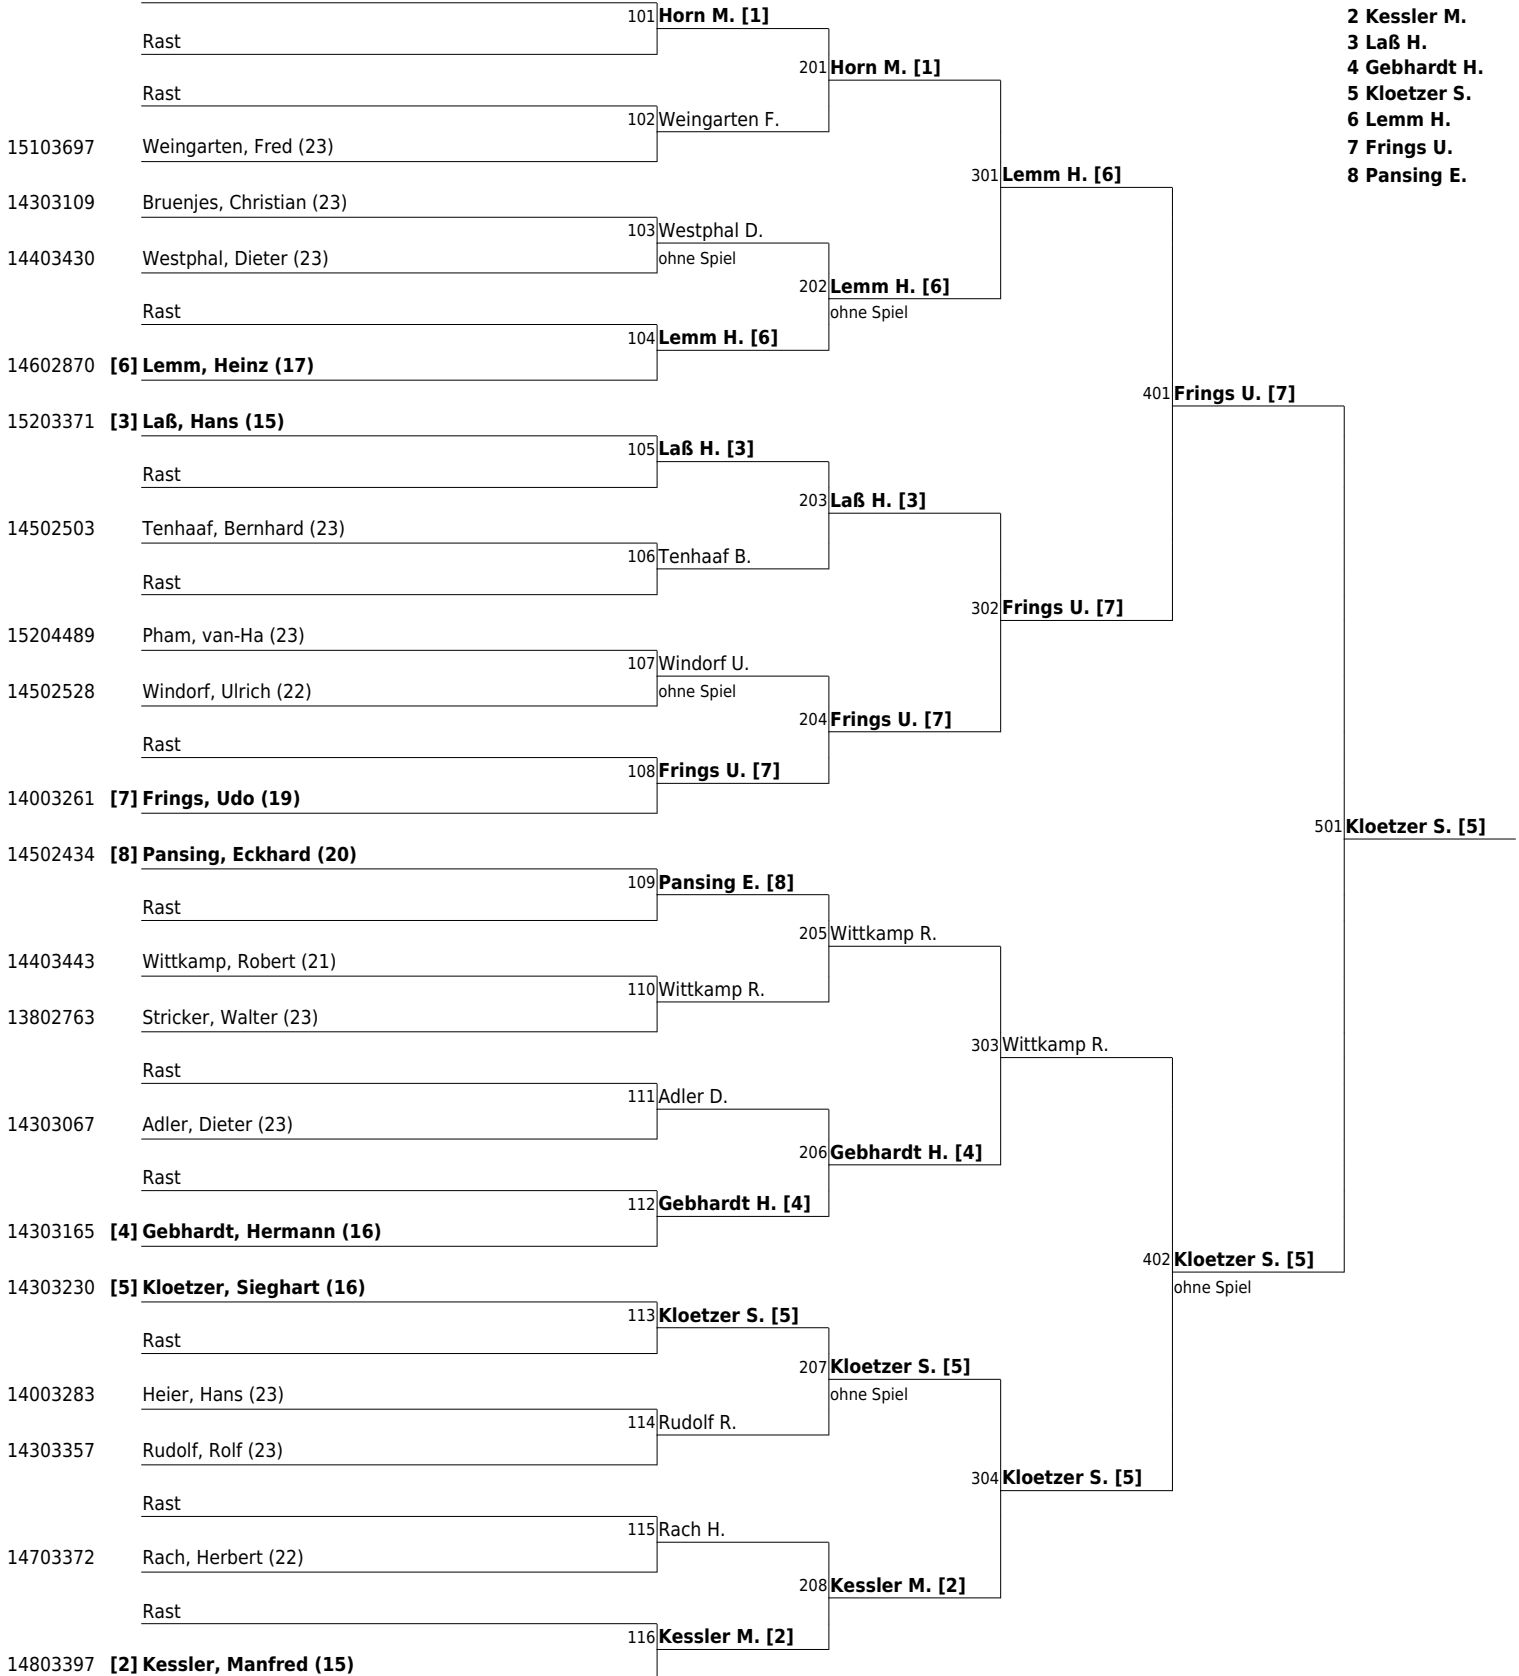 101 Horn M. [1]
2 Kessler M.
Rast
3 Laß H.
201 Horn M. [1]
4 Gebhardt H.
Rast
5 Kloetzer S.
102 Weingarten F.
6 Lemm H.
15103697 Weingarten, Fred (23)
7 Frings U.
301 Lemm H. [6]
8 Pansing E.
14303109 Bruenjes, Christian (23)
103 Westphal D.
14403430 Westphal, Dieter (23)
ohne Spiel
202 Lemm H. [6]
Rast
ohne Spiel
104 Lemm H. [6]
14602870 [6] Lemm, Heinz (17)
401 Frings U. [7]
15203371 [3] Laß, Hans (15)
105 Laß H. [3]
Rast
203 Laß H. [3]
14502503 Tenhaaf, Bernhard (23)
106 Tenhaaf B.
Rast
302 Frings U. [7]
15204489 Pham, van-Ha (23)
107 Windorf U.
14502528 Windorf, Ulrich (22)
ohne Spiel
204 Frings U. [7]
Rast
108 Frings U. [7]
14003261 [7] Frings, Udo (19)
501 Kloetzer S. [5]
14502434 [8] Pansing, Eckhard (20)
109 Pansing E. [8]
Rast
205 Wittkamp R.
14403443 Wittkamp, Robert (21)
110 Wittkamp R.
13802763 Stricker, Walter (23)
303 Wittkamp R.
Rast
111 Adler D.
14303067 Adler, Dieter (23)
206 Gebhardt H. [4]
Rast
112 Gebhardt H. [4]
14303165 [4] Gebhardt, Hermann (16)
402 Kloetzer S. [5]
14303230 [5] Kloetzer, Sieghart (16)
ohne Spiel
113 Kloetzer S. [5]
Rast
207 Kloetzer S. [5]
14003283 Heier, Hans (23)
ohne Spiel
114 Rudolf R.
14303357 Rudolf, Rolf (23)
304 Kloetzer S. [5]
Rast
115 Rach H.
14703372 Rach, Herbert (22)
208 Kessler M. [2]
Rast
116 Kessler M. [2]
14803397 [2] Kessler, Manfred (15)